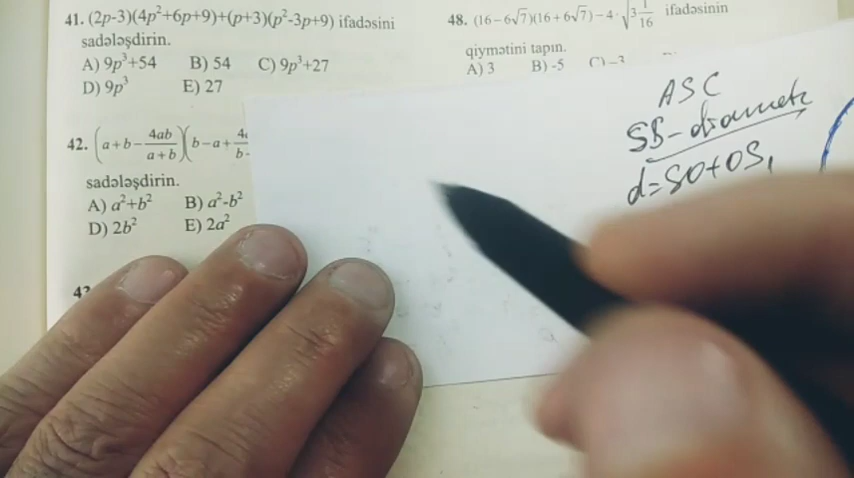 41. (2p-3)(4p²+6p+9)+(p+3)(p²-3p+9) ifadəsini
sadələşdirin.
A) 9p³+54 B) 54 C) 9p³+27
D) 9p³ E) 27
42. (a+b-4ab/(a+b))(b-a+
sadələşdirin.
A) a²+b² B) a²-b²
D) 2b² E) 2a²
48. (16-6√7)(16+6√7)-4·√(3 1/16) ifadəsinin
qiymətini tapın.
A) 3 B) -5
ASC
d=SO+OS₁